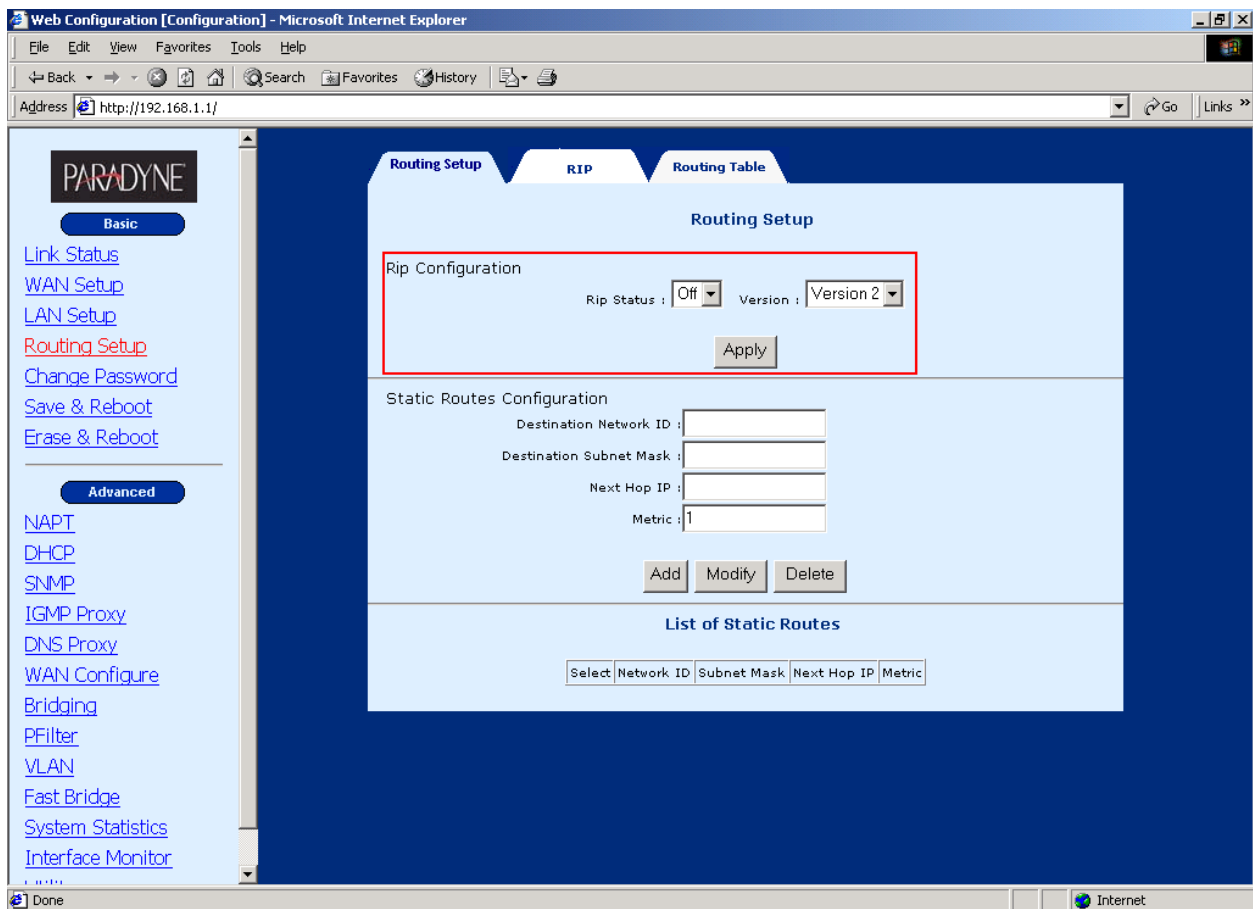 Web Configuration [Configuration] - Microsoft Internet Explorer
File Edit View Favorites Tools Help
Back Search Favorites History
Address http://192.168.1.1/ Go Links »
PARADYNE
Basic
Link Status
WAN Setup
LAN Setup
Routing Setup
Change Password
Save & Reboot
Erase & Reboot
Advanced
NAPT
DHCP
SNMP
IGMP Proxy
DNS Proxy
WAN Configure
Bridging
PFilter
VLAN
Fast Bridge
System Statistics
Interface Monitor
Routing Setup RIP Routing Table
Routing Setup
Rip Configuration
Rip Status : Off Version : Version 2
Apply
Static Routes Configuration
Destination Network ID :
Destination Subnet Mask :
Next Hop IP :
Metric : 1
Add Modify Delete
List of Static Routes
Select Network ID Subnet Mask Next Hop IP Metric
Done Internet